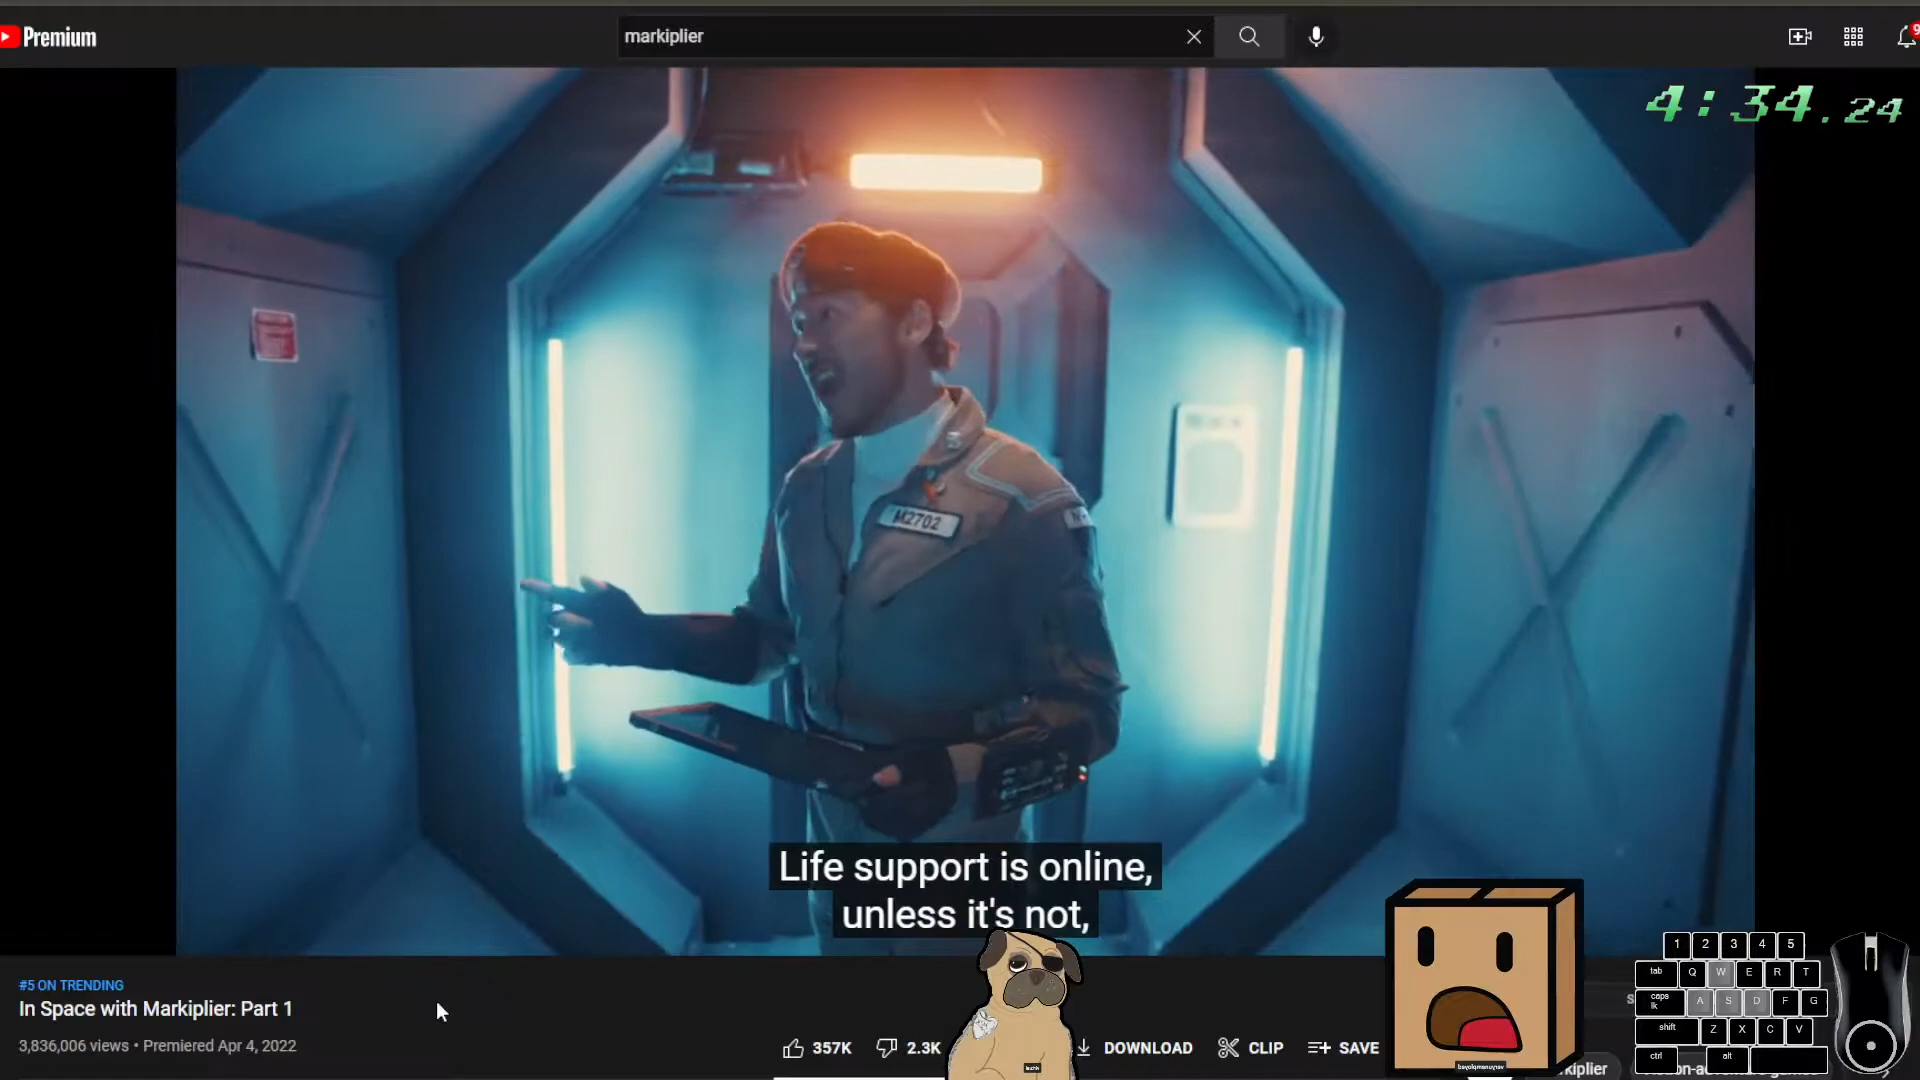 Premium
markiplier
9
4:34.24
M2702
Life support is online,
unless it's not,
#5 ON TRENDING
In Space with Markiplier: Part 1
3,836,006 views • Premiered Apr 4, 2022
357K
2.3K
DOWNLOAD
CLIP
SAVE
1 2 3 4 5
tab Q W E R T
caps lk A S D F G
shift Z X C V
ctrl alt